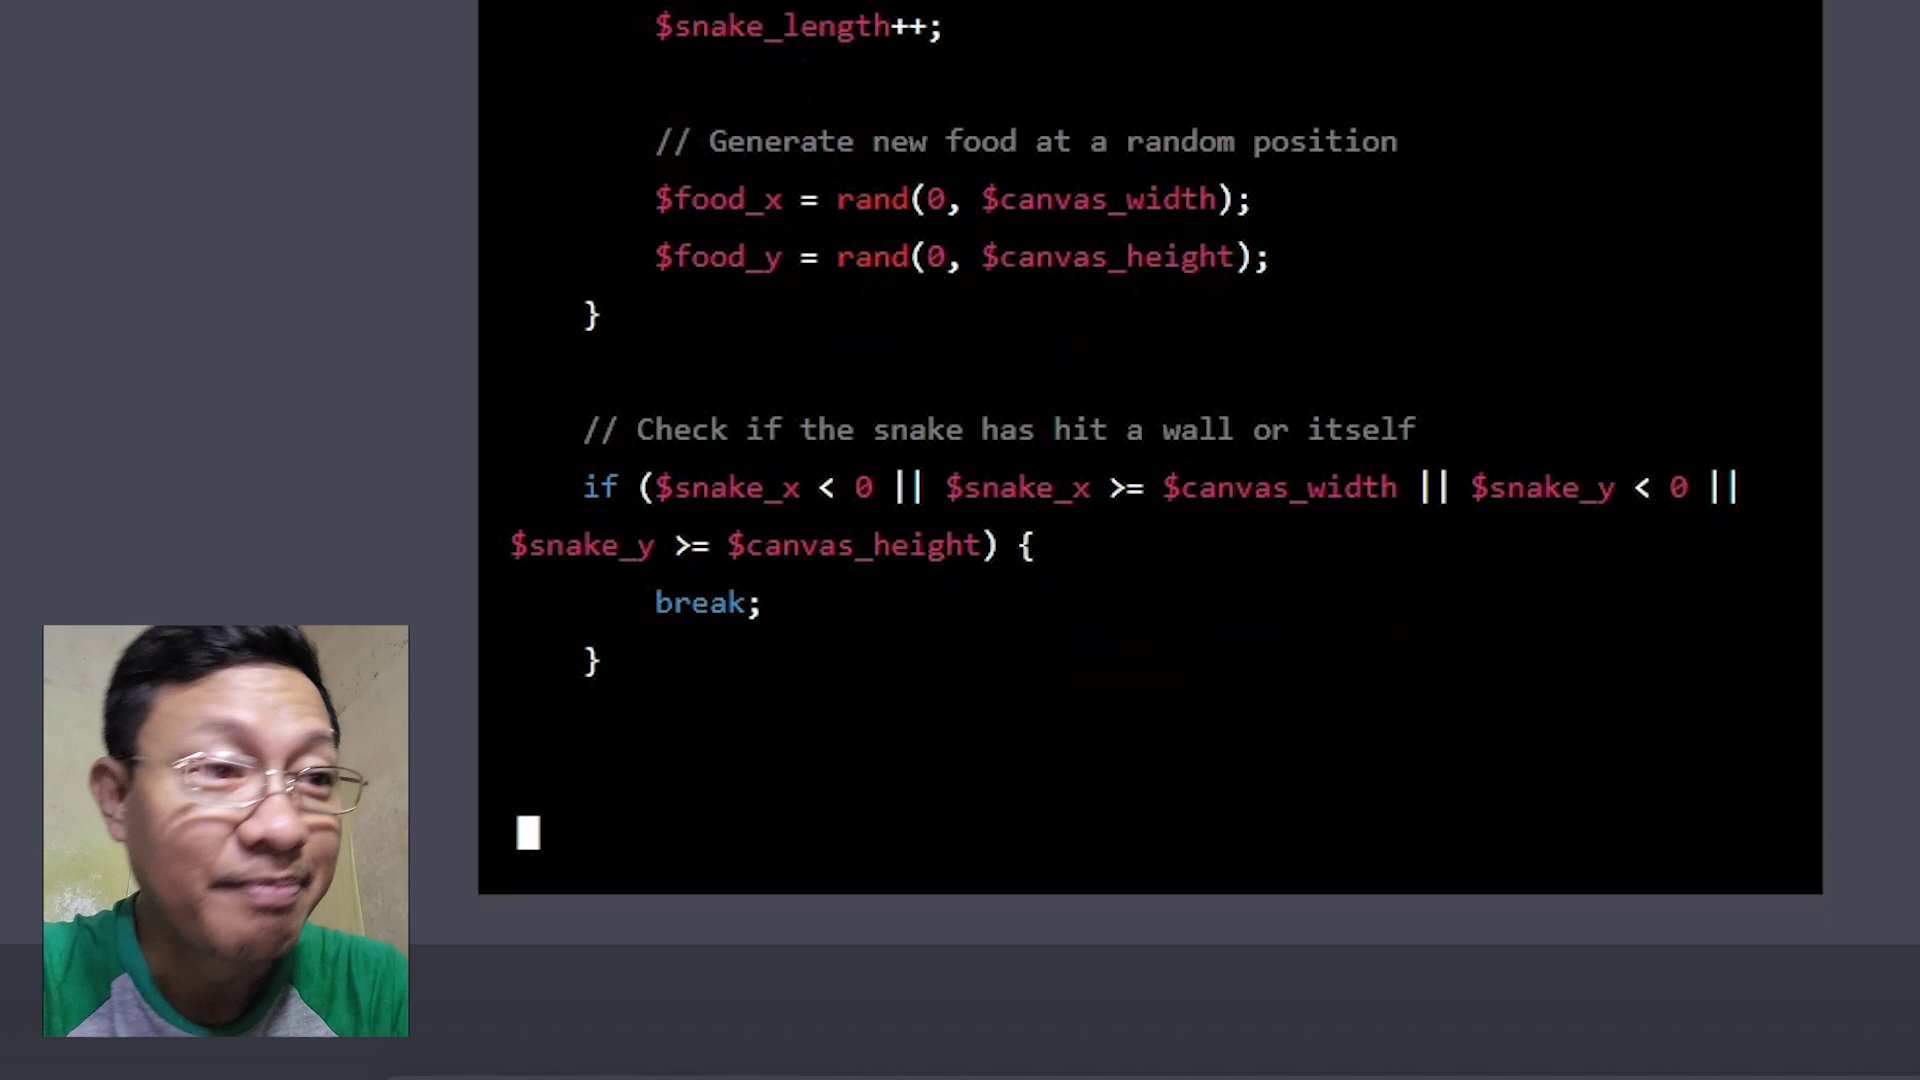 $snake_length++;
// Generate new food at a random position
$food_x = rand(0, $canvas_width);
$food_y = rand(0, $canvas_height);
}
// Check if the snake has hit a wall or itself
if ($snake_x < 0 || $snake_x >= $canvas_width || $snake_y < 0 ||
$snake_y >= $canvas_height) {
break;
}